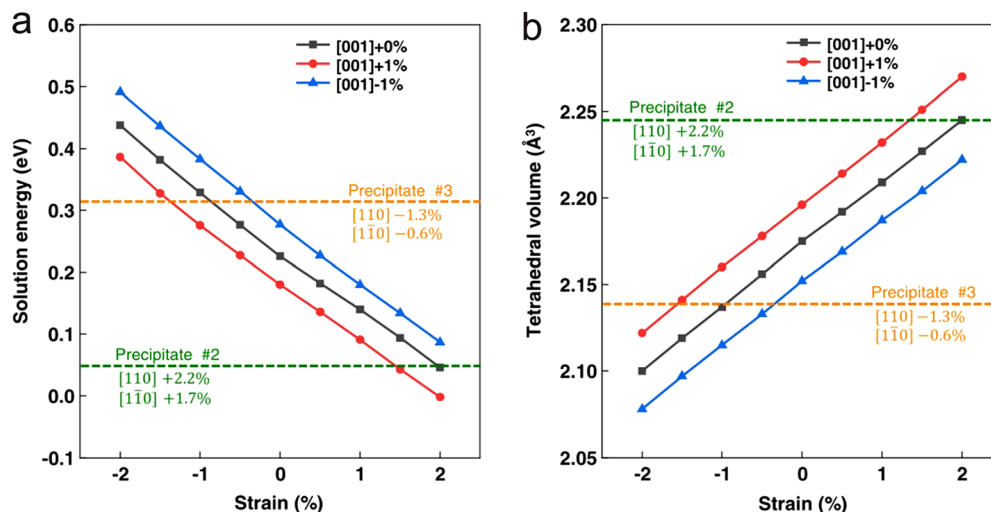 a
0.6
0.5
0.4
0.3
0.2
0.1
0.0
-0.1
Solution energy (eV)
[001]+0%
[001]+1%
[001]-1%
Precipitate #3
[110] −1.3%
[11̄0] −0.6%
Precipitate #2
[110] +2.2%
[11̄0] +1.7%
-2 -1 0 1 2
Strain (%)
b
2.30
2.25
2.20
2.15
2.10
2.05
Tetrahedral volume (Å³)
[001]+0%
[001]+1%
[001]-1%
Precipitate #2
[110] +2.2%
[11̄0] +1.7%
Precipitate #3
[110] −1.3%
[11̄0] −0.6%
-2 -1 0 1 2
Strain (%)